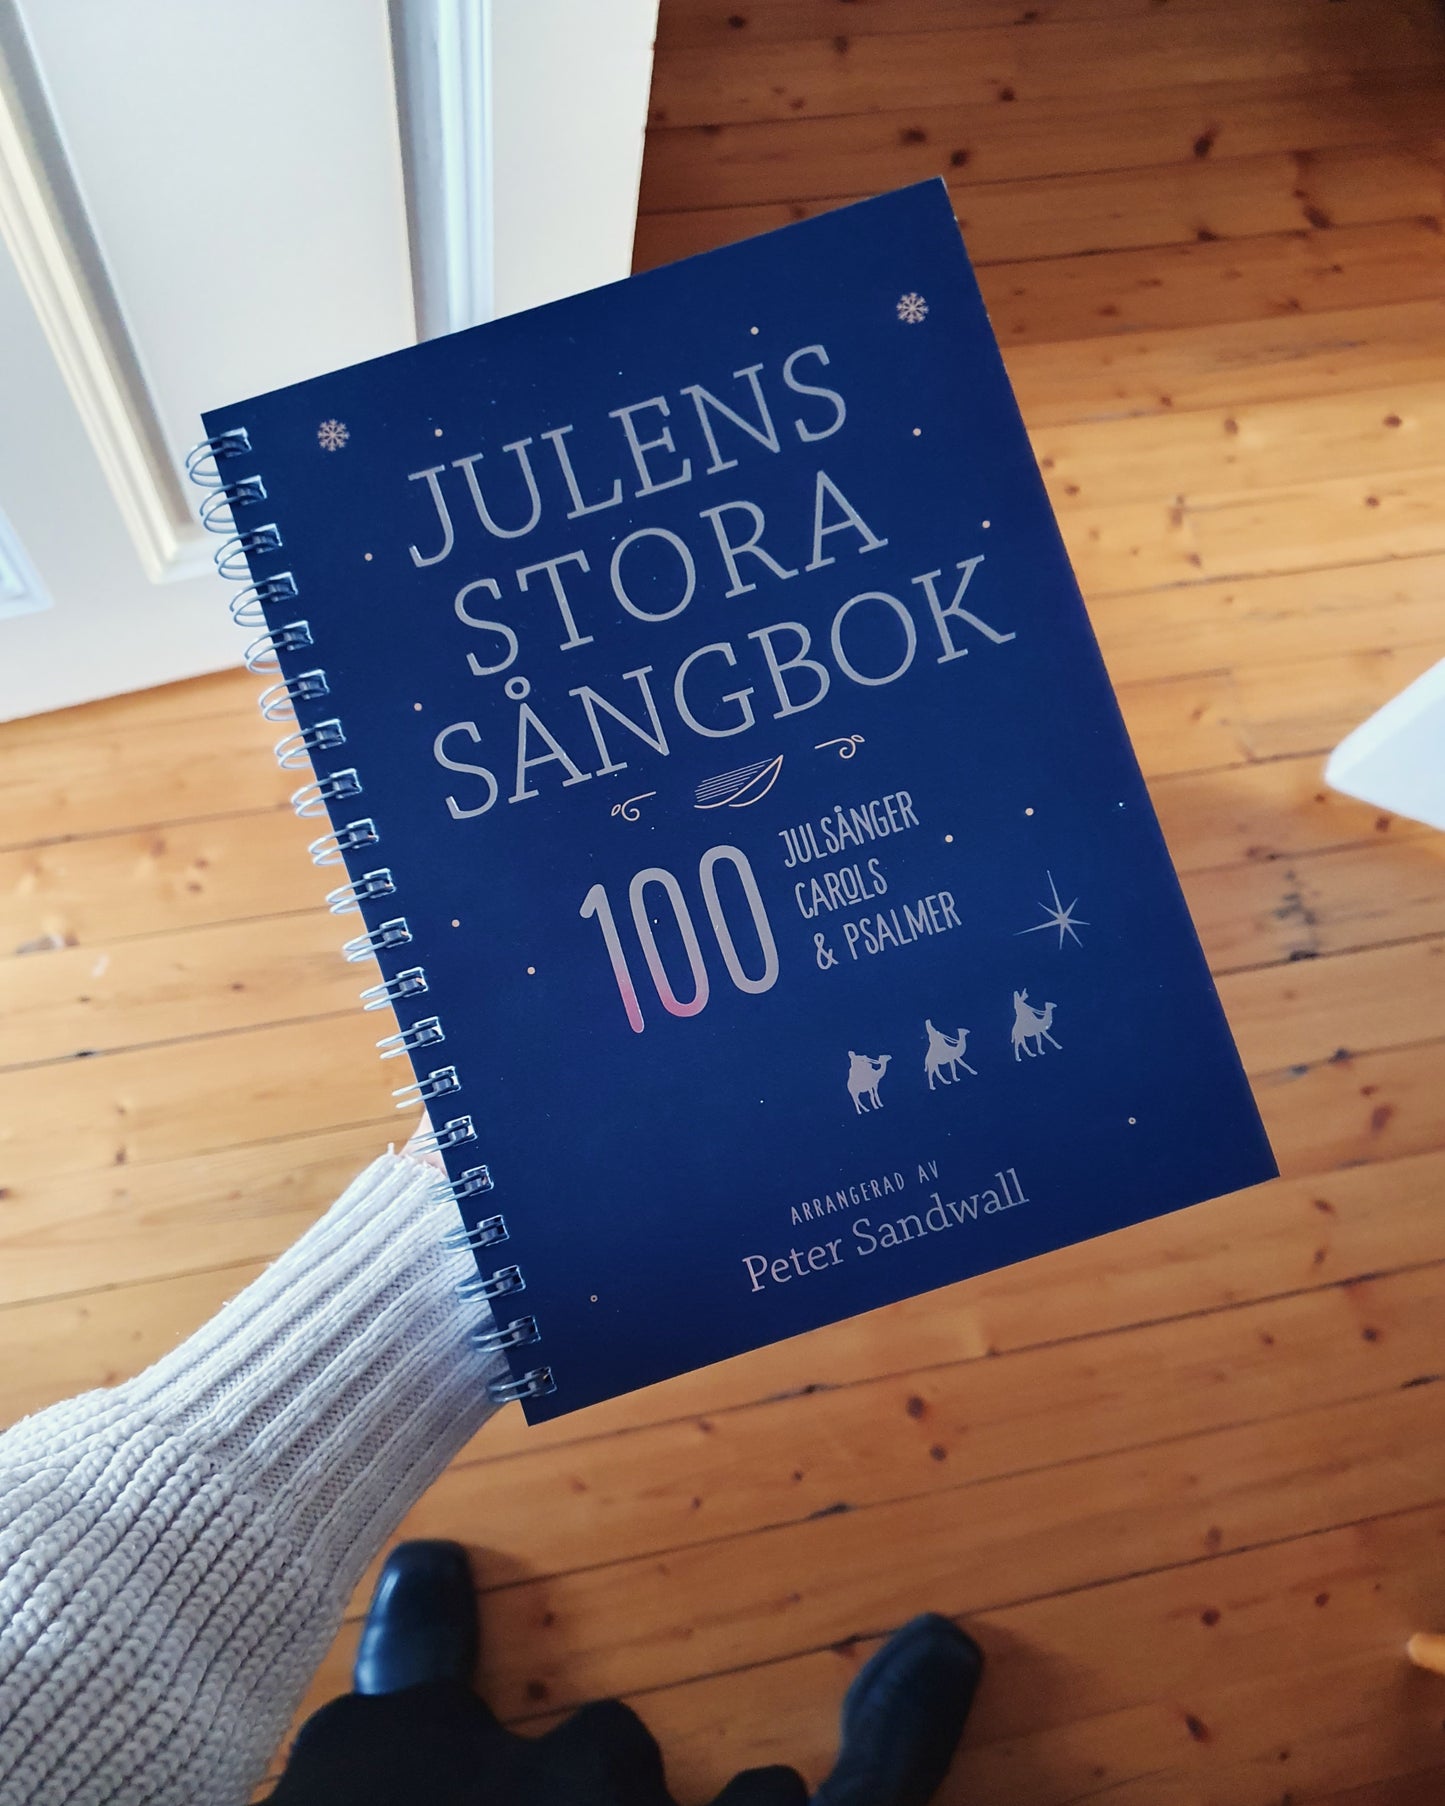 JULENS
STORA
SÅNGBOK
100
JULSÅNGER
CAROLS
& PSALMER
ARRANGERAD AV
Peter Sandwall